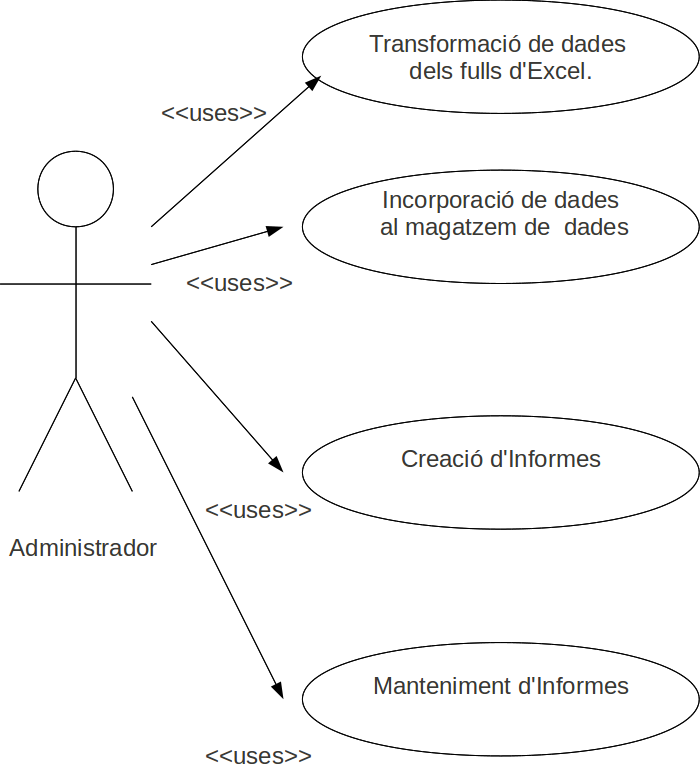 Transformació de dades
dels fulls d'Excel.
<<uses>>
Incorporació de dades
al magatzem de  dades
<<uses>>
Creació d'Informes
<<uses>>
Administrador
Manteniment d'Informes
<<uses>>